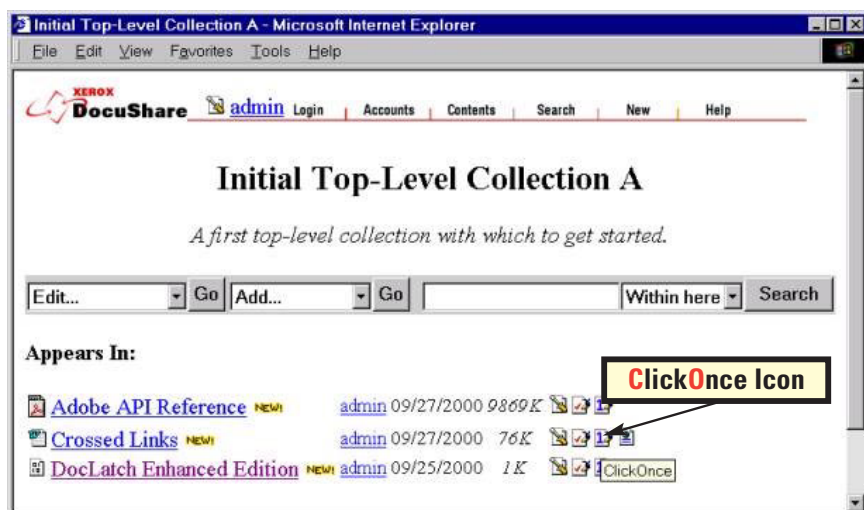 Initial Top-Level Collection A - Microsoft Internet Explorer
File Edit View Favorites Tools Help
XEROX
DocuShare admin Login Accounts Contents Search New Help
Initial Top-Level Collection A
A first top-level collection with which to get started.
Edit... Go Add... Go Within here Search
Appears In:
ClickOnce Icon
Adobe API Reference NEW! admin 09/27/2000 9869K
Crossed Links NEW! admin 09/27/2000 76K
DocLatch Enhanced Edition NEW! admin 09/25/2000 1K
ClickOnce